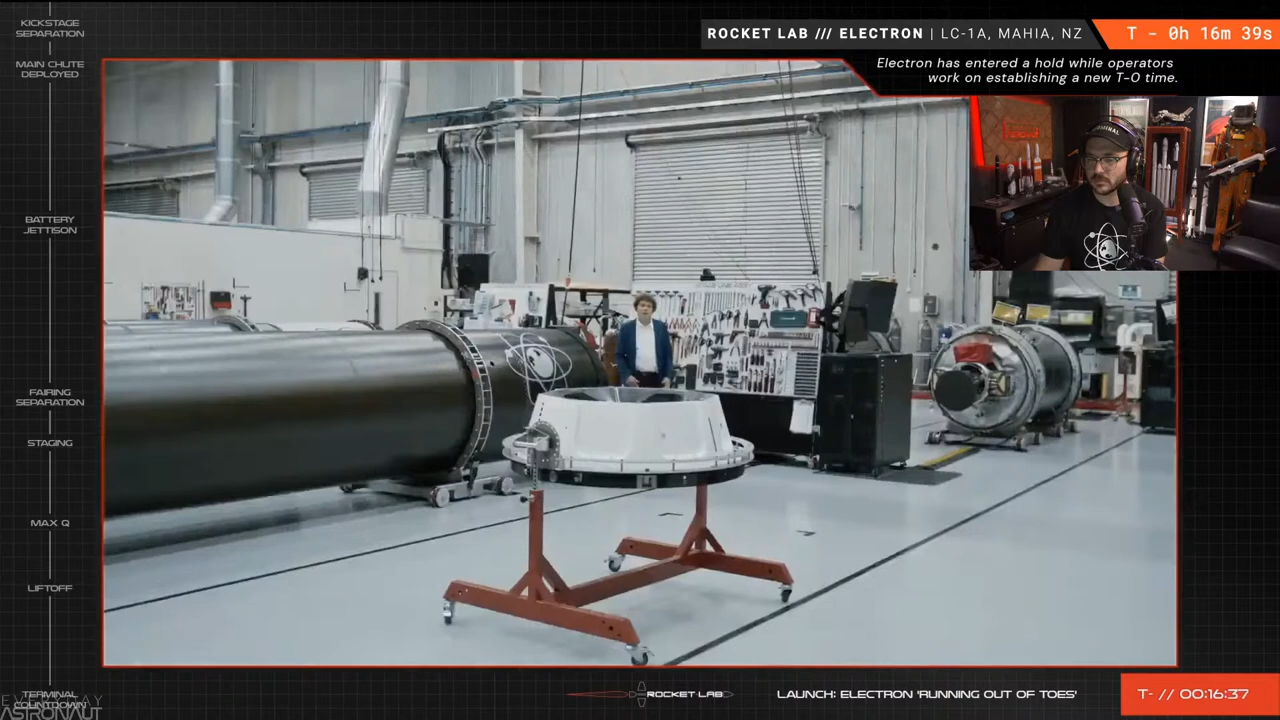 KICKSTAGE
SEPARATION
MAIN CHUTE
DEPLOYED
BATTERY
JETTISON
FAIRING
SEPARATION
STAGING
MAX Q
LIFTOFF
TERMINAL
COUNTDOWN
EVERYDAY
ASTRONAUT
ROCKET LAB /// ELECTRON | LC-1A, MAHIA, NZ
T - 0h 16m 39s
Electron has entered a hold while operators
work on establishing a new T-0 time.
ROCKET LAB
LAUNCH: ELECTRON 'RUNNING OUT OF TOES'
T- // 00:16:37